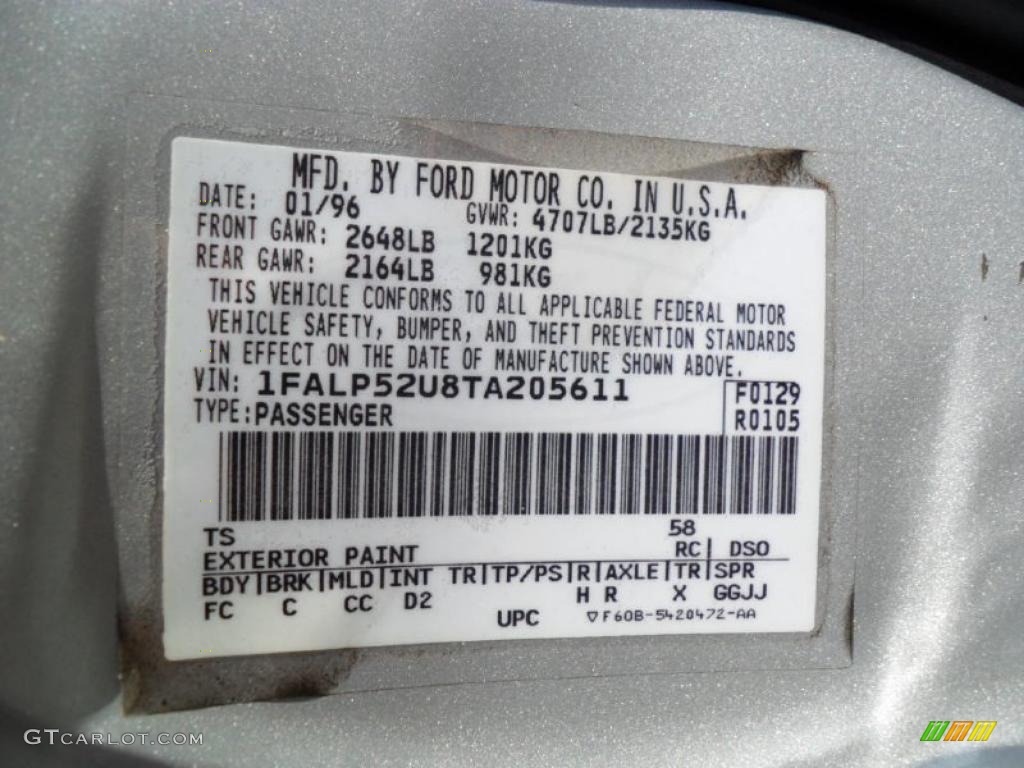 MFD. BY FORD MOTOR CO. IN U.S.A.
DATE: 01/96 GVWR: 4707LB/2135KG
FRONT GAWR: 2648LB 1201KG
REAR GAWR: 2164LB 981KG
THIS VEHICLE CONFORMS TO ALL APPLICABLE FEDERAL MOTOR
VEHICLE SAFETY, BUMPER, AND THEFT PREVENTION STANDARDS
IN EFFECT ON THE DATE OF MANUFACTURE SHOWN ABOVE.
VIN: 1FALP52U8TA205611 F0129
TYPE: PASSENGER R0105
TS 58
EXTERIOR PAINT RC| DSO
BDY|BRK|MLD|INT TR|TP/PS|R|AXLE|TR|SPR
FC C CC D2 H R X GGJJ
UPC ▽F60B-5420472-AA
GTCARLOT.COM